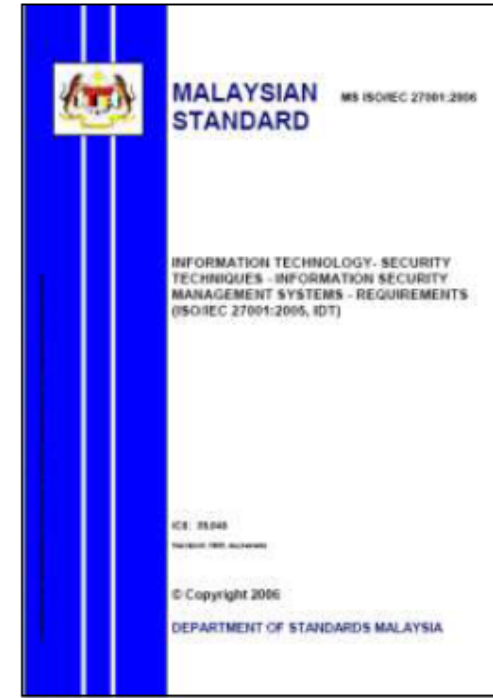 MALAYSIAN
STANDARD
MS ISO/IEC 27001:2006
INFORMATION TECHNOLOGY- SECURITY
TECHNIQUES - INFORMATION SECURITY
MANAGEMENT SYSTEMS - REQUIREMENTS
(ISO/IEC 27001:2005, IDT)
ICS: 35.040
© Copyright 2006
DEPARTMENT OF STANDARDS MALAYSIA